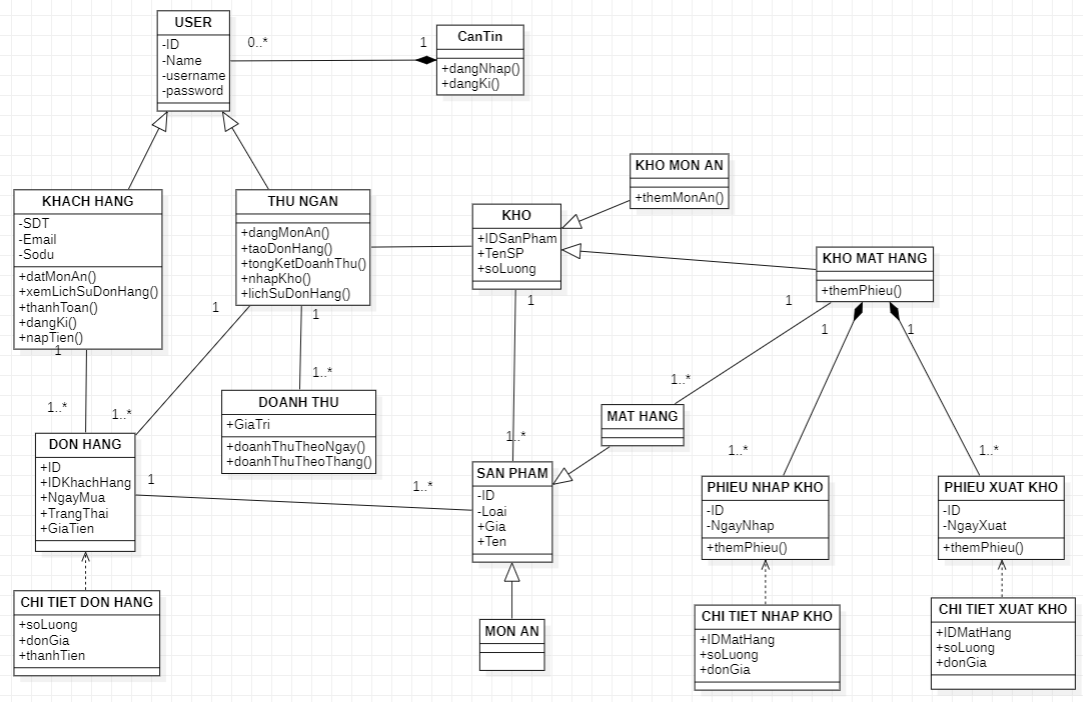 USER
-ID
-Name
-username
-password
0..*
1
CanTin
+dangNhap()
+dangKi()
KHACH HANG
-SDT
-Email
-Sodu
+datMonAn()
+xemLichSuDonHang()
+thanhToan()
+dangKi()
+napTien()
THU NGAN
+dangMonAn()
+taoDonHang()
+tongKetDoanhThu()
+nhapKho()
+lichSuDonHang()
KHO
+IDSanPham
+TenSP
+soLuong
KHO MON AN
+themMonAn()
KHO MAT HANG
+themPhieu()
1
1
1
1
1
1
1
1..*
1..*
1..*
1..*
DOANH THU
+GiaTri
+doanhThuTheoNgay()
+doanhThuTheoThang()
MAT HANG
DON HANG
+ID
+IDKhachHang
+NgayMua
+TrangThai
+GiaTien
1
1..*
1..*
SAN PHAM
-ID
-Loai
+Gia
+Ten
1..*
1..*
PHIEU NHAP KHO
-ID
-NgayNhap
+themPhieu()
PHIEU XUAT KHO
-ID
-NgayXuat
+themPhieu()
CHI TIET DON HANG
+soLuong
+donGia
+thanhTien
MON AN
CHI TIET NHAP KHO
+IDMatHang
+soLuong
+donGia
CHI TIET XUAT KHO
+IDMatHang
+soLuong
+donGia